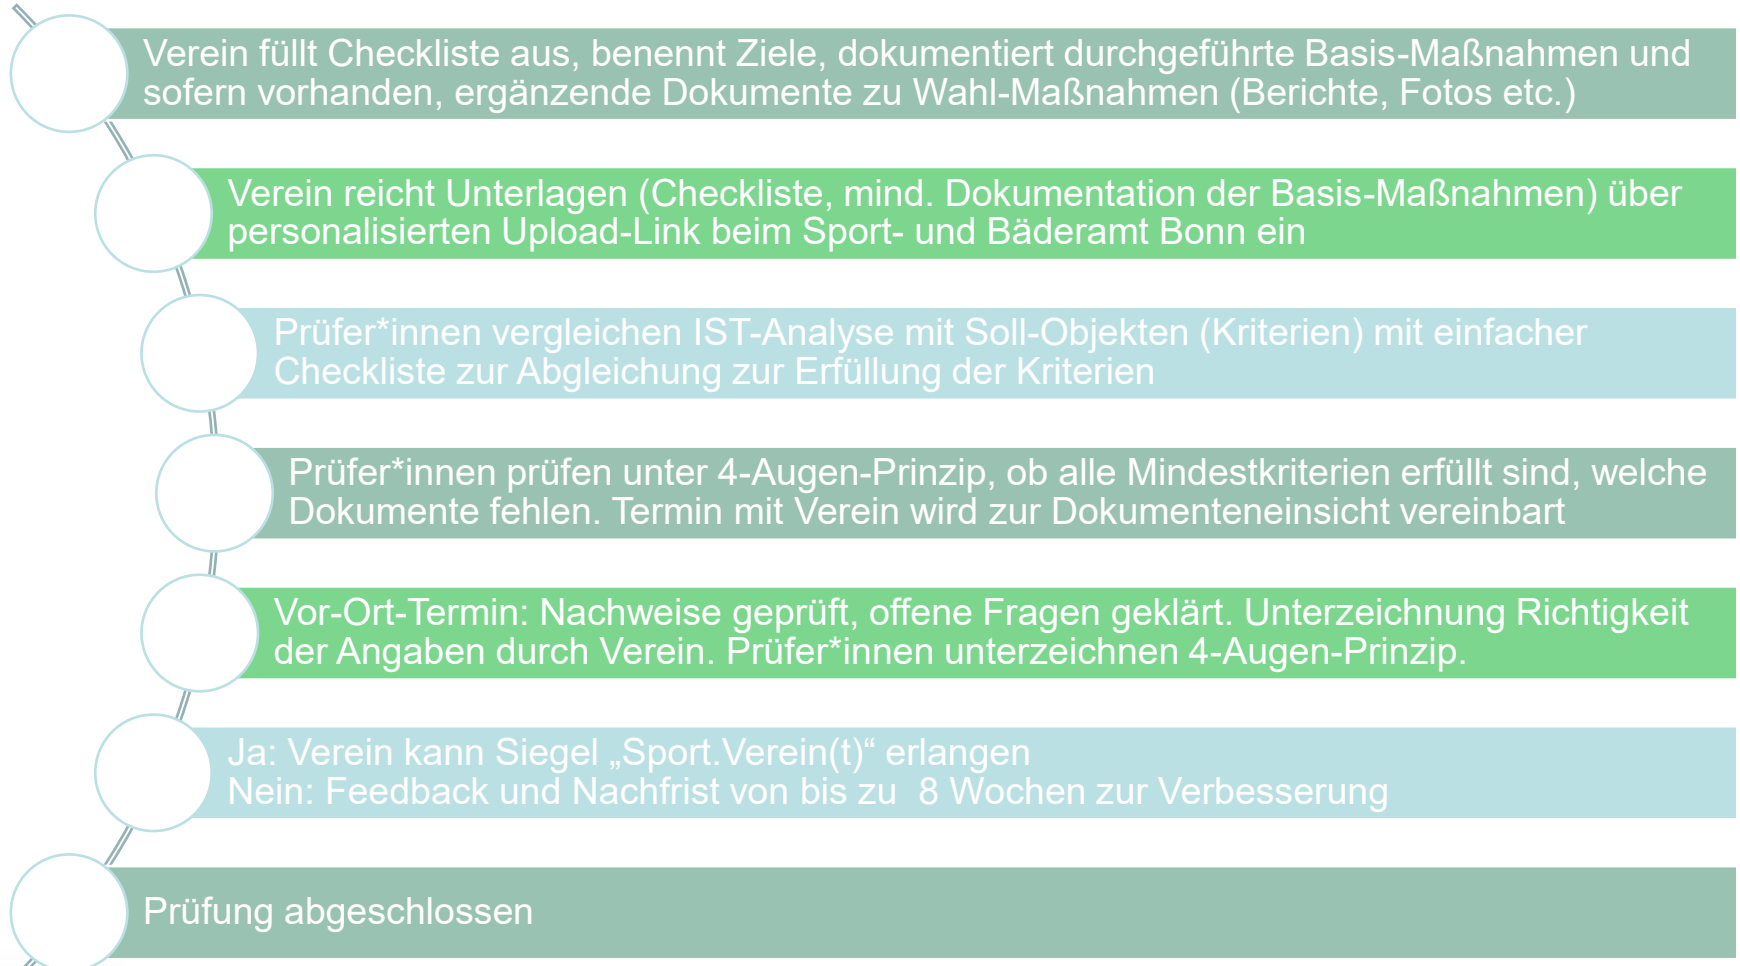 Verein füllt Checkliste aus, benennt Ziele, dokumentiert durchgeführte Basis-Maßnahmen und
sofern vorhanden, ergänzende Dokumente zu Wahl-Maßnahmen (Berichte, Fotos etc.)
Verein reicht Unterlagen (Checkliste, mind. Dokumentation der Basis-Maßnahmen) über
personalisierten Upload-Link beim Sport- und Bäderamt Bonn ein
Prüfer*innen vergleichen IST-Analyse mit Soll-Objekten (Kriterien) mit einfacher
Checkliste zur Abgleichung zur Erfüllung der Kriterien
Prüfer*innen prüfen unter 4-Augen-Prinzip, ob alle Mindestkriterien erfüllt sind, welche
Dokumente fehlen. Termin mit Verein wird zur Dokumenteneinsicht vereinbart
Vor-Ort-Termin: Nachweise geprüft, offene Fragen geklärt. Unterzeichnung Richtigkeit
der Angaben durch Verein. Prüfer*innen unterzeichnen 4-Augen-Prinzip.
Ja: Verein kann Siegel „Sport.Verein(t)“ erlangen
Nein: Feedback und Nachfrist von bis zu  8 Wochen zur Verbesserung
Prüfung abgeschlossen